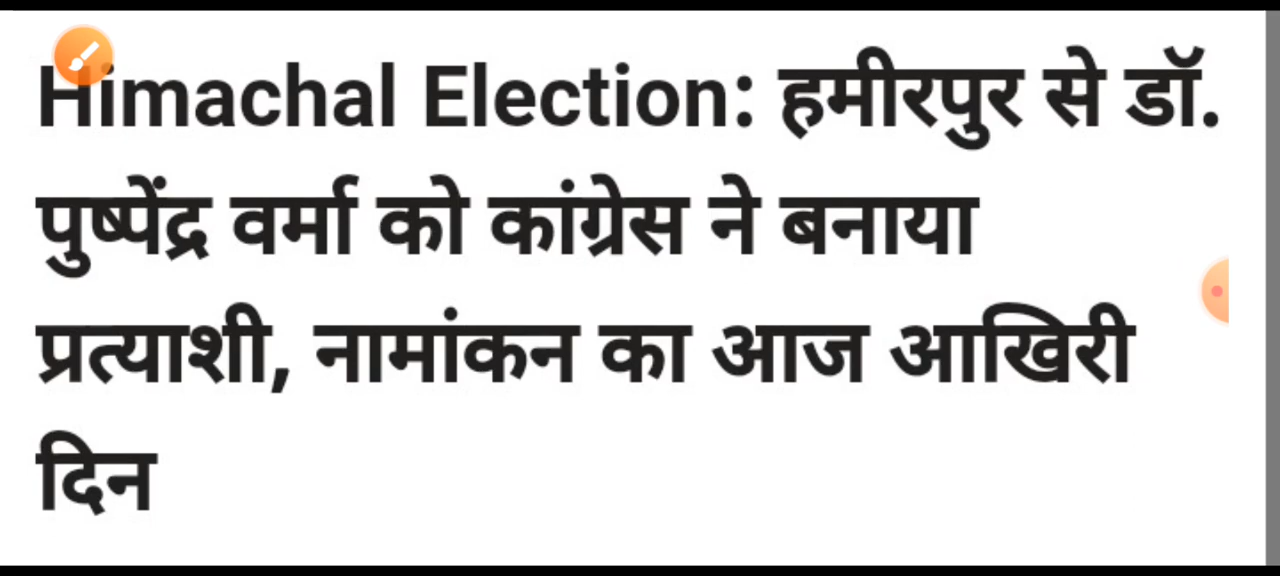 Himachal Election: हमीरपुर से डॉ.
पुष्पेंद्र वर्मा को कांग्रेस ने बनाया
प्रत्याशी, नामांकन का आज आखिरी
दिन